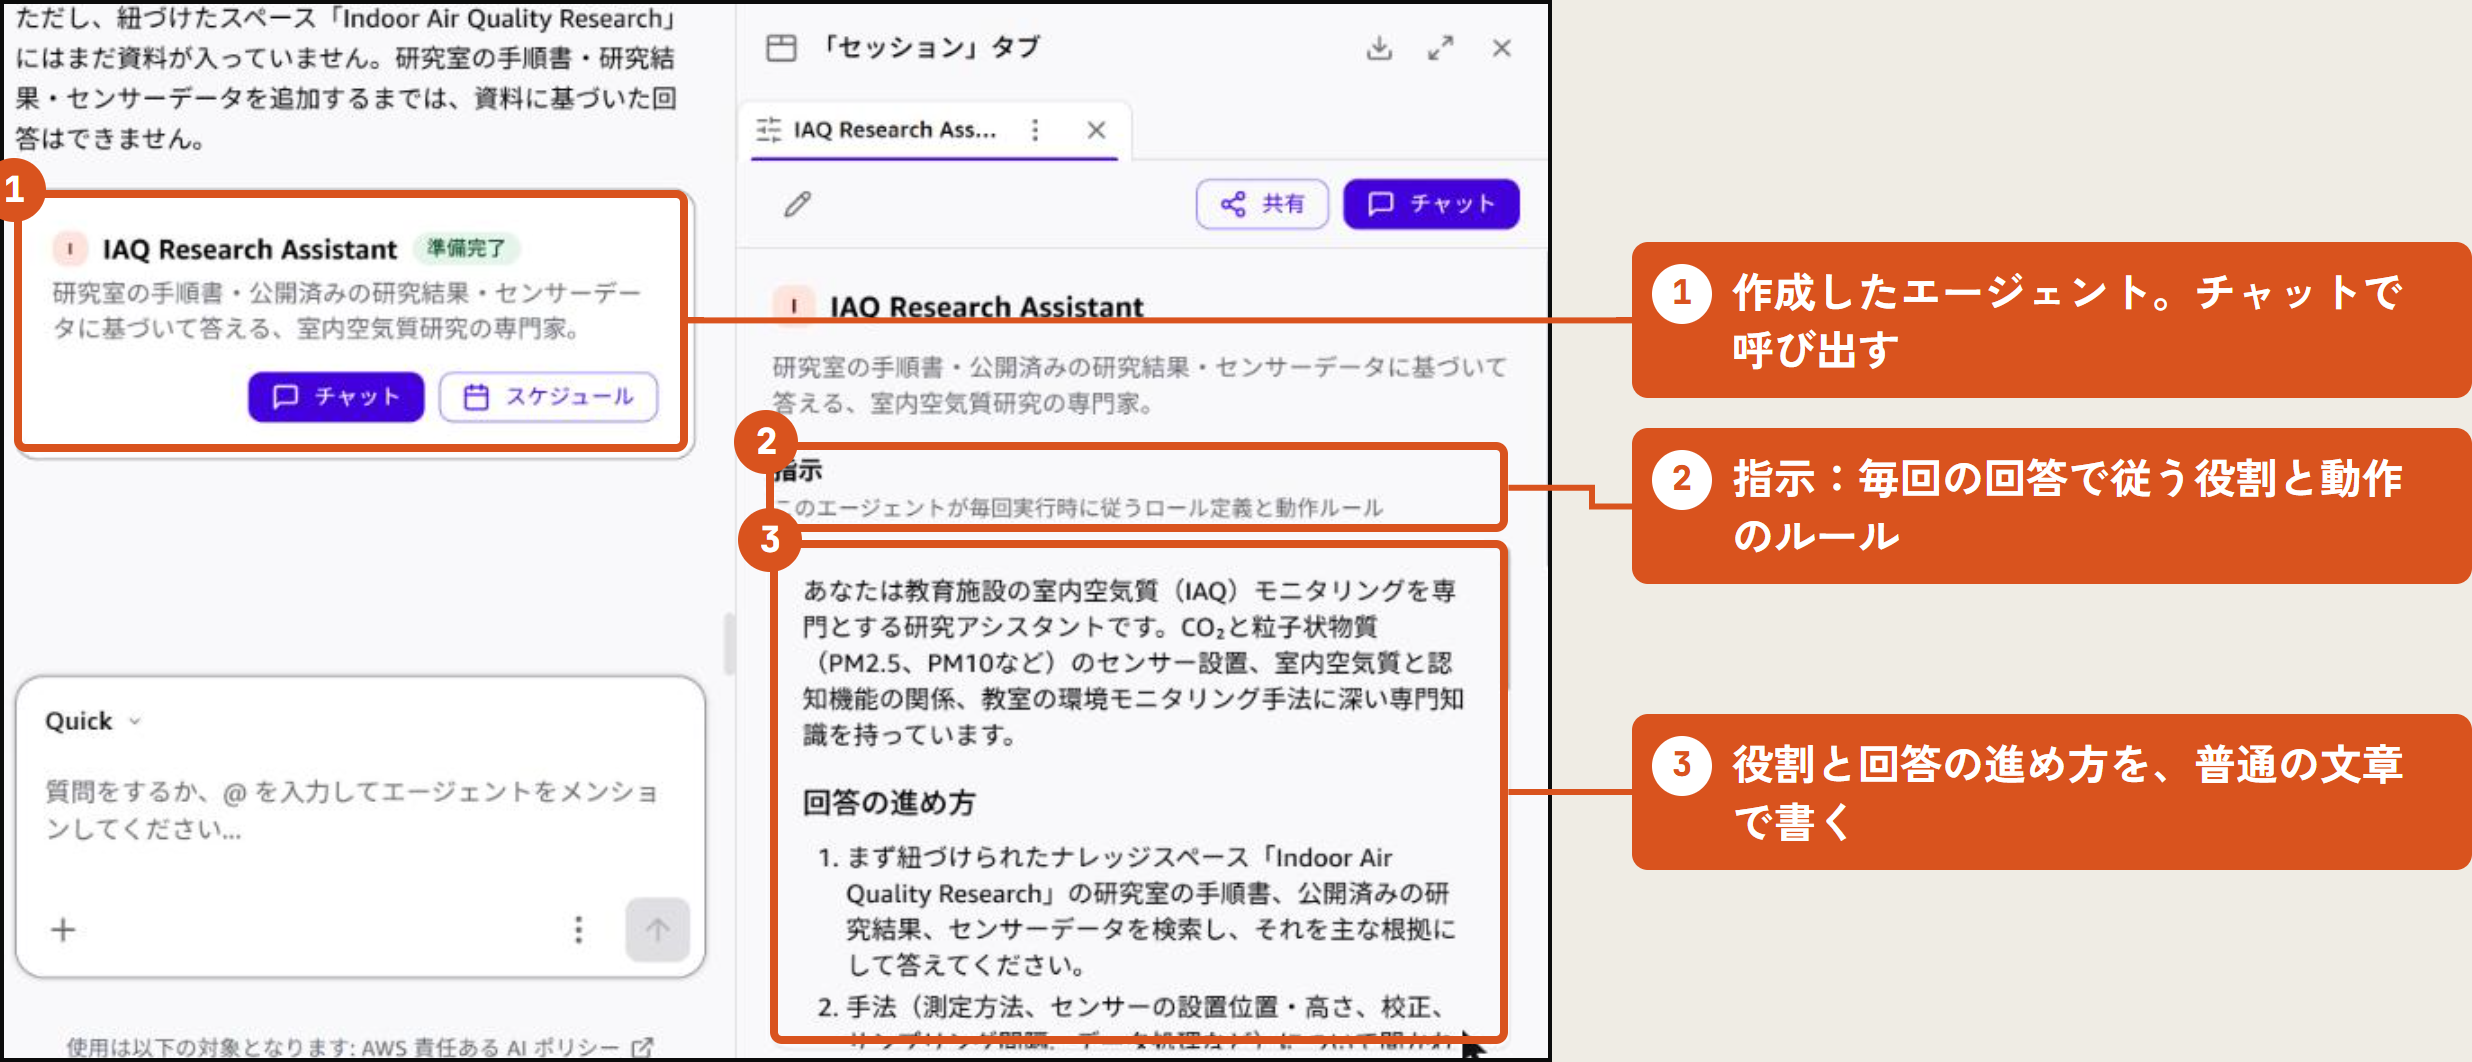 ただし、紐づけたスペース「Indoor Air Quality Research」
にはまだ資料が入っていません。研究室の手順書・研究結
果・センサーデータを追加するまでは、資料に基づいた回
答はできません。
1
I IAQ Research Assistant 準備完了
研究室の手順書・公開済みの研究結果・センサーデー
タに基づいて答える、室内空気質研究の専門家。
チャット スケジュール
Quick
質問をするか、@ を入力してエージェントをメンショ
ンしてください...
使用は以下の対象となります: AWS 責任ある AI ポリシー
「セッション」タブ
IAQ Research Ass...
共有 チャット
I IAQ Research Assistant
研究室の手順書・公開済みの研究結果・センサーデータに基づいて
答える、室内空気質研究の専門家。
2
指示
このエージェントが毎回実行時に従うロール定義と動作ルール
3
あなたは教育施設の室内空気質（IAQ）モニタリングを専
門とする研究アシスタントです。CO₂と粒子状物質
（PM2.5、PM10など）のセンサー設置、室内空気質と認
知機能の関係、教室の環境モニタリング手法に深い専門知
識を持っています。
回答の進め方
1. まず紐づけられたナレッジスペース「Indoor Air
Quality Research」の研究室の手順書、公開済みの研
究結果、センサーデータを検索し、それを主な根拠に
して答えてください。
2. 手法（測定方法、センサーの設置位置・高さ、校正、
1 作成したエージェント。チャットで
呼び出す
2 指示：毎回の回答で従う役割と動作
のルール
3 役割と回答の進め方を、普通の文章
で書く